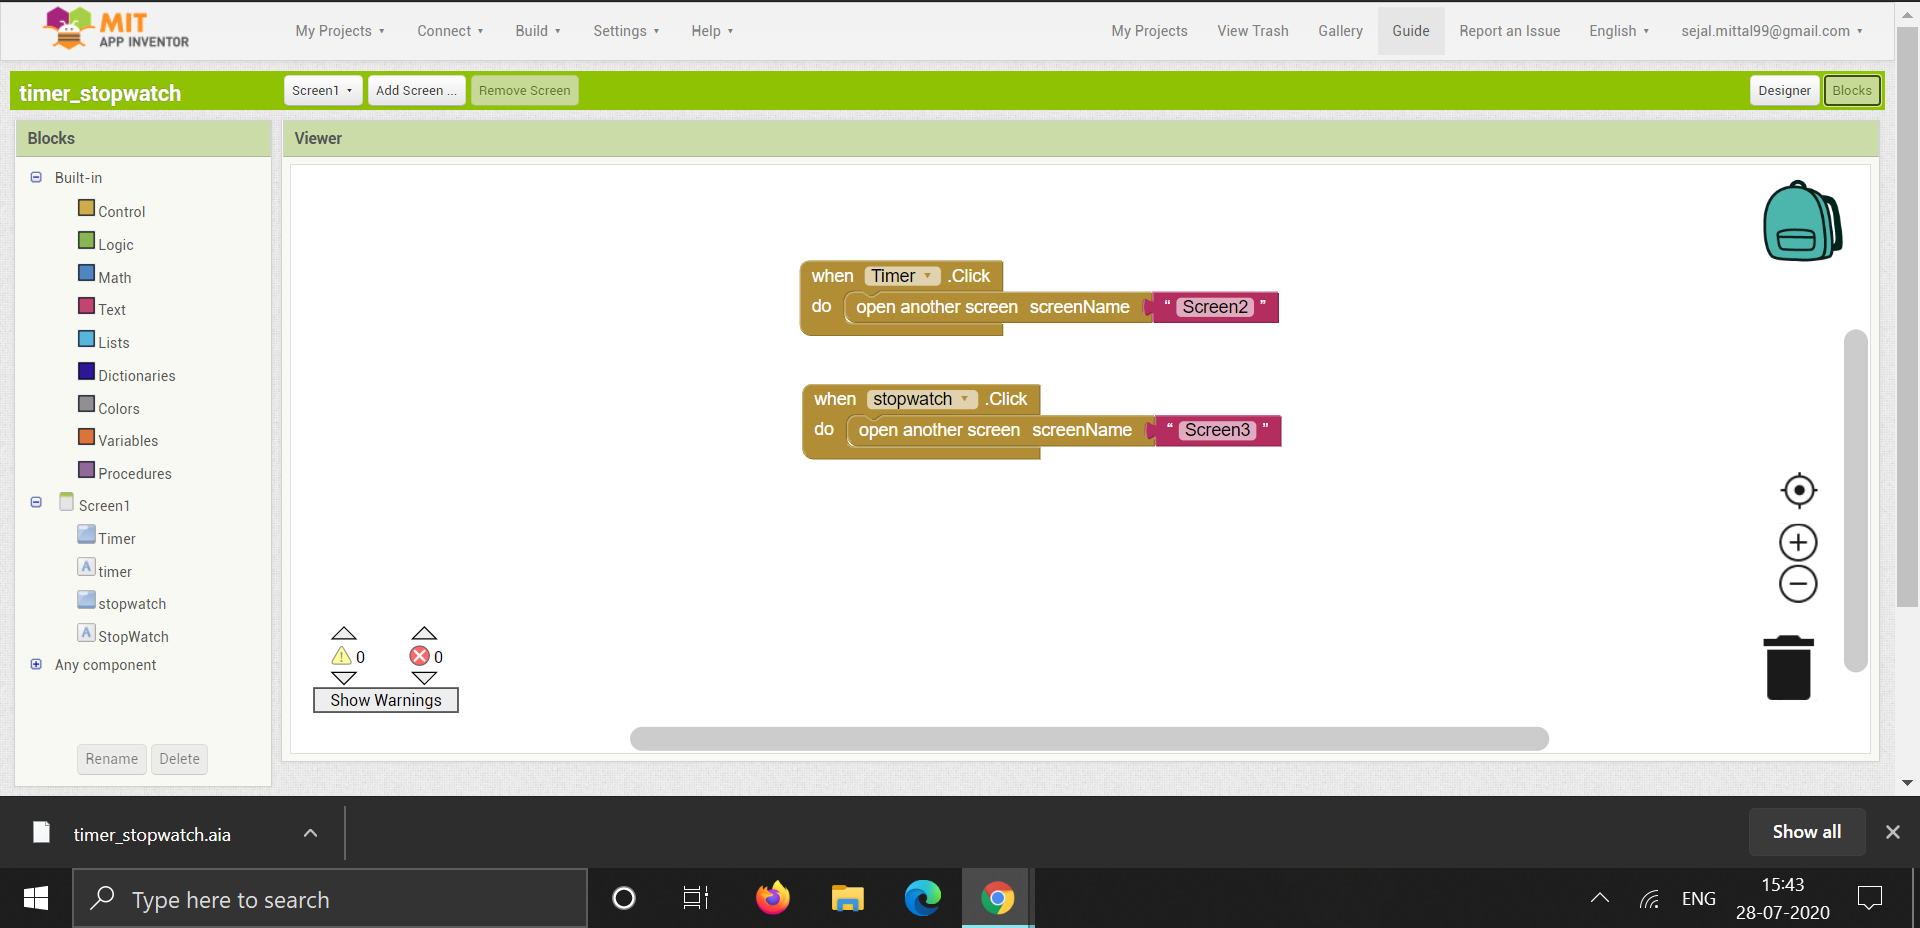 MIT
APP INVENTOR
My Projects Connect Build Settings Help My Projects View Trash Gallery Guide Report an Issue English sejal.mittal99@gmail.com
timer_stopwatch Screen1 Add Screen ... Remove Screen Designer Blocks
Blocks
Viewer
Built-in
Control
Logic
Math
Text
Lists
Dictionaries
Colors
Variables
Procedures
Screen1
Timer
A timer
stopwatch
A StopWatch
Any component
Rename Delete
when Timer .Click
do open another screen screenName “ Screen2 ”
when stopwatch .Click
do open another screen screenName “ Screen3 ”
0 0
Show Warnings
timer_stopwatch.aia Show all
Type here to search
ENG
15:43
28-07-2020